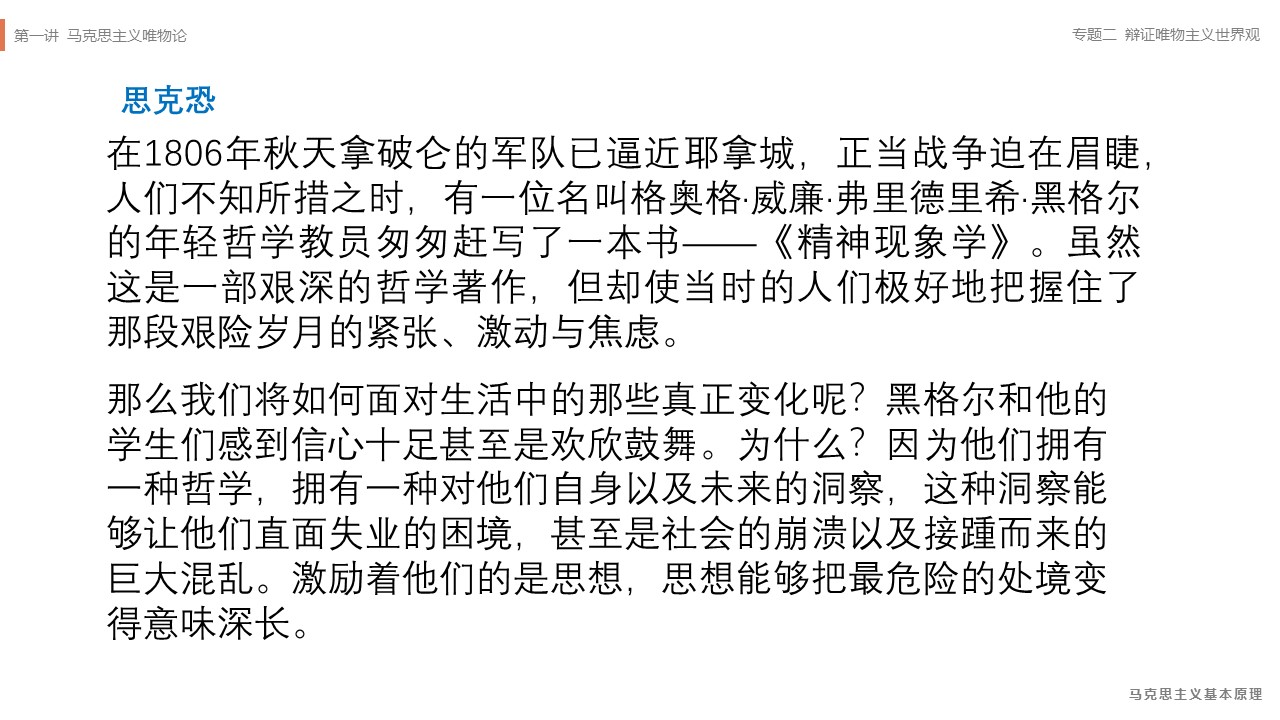 第一讲 马克思主义唯物论
专题二 辩证唯物主义世界观
思克恐
在1806年秋天拿破仑的军队已逼近耶拿城，正当战争迫在眉睫，
人们不知所措之时，有一位名叫格奥格·威廉·弗里德里希·黑格尔
的年轻哲学教员匆匆赶写了一本书——《精神现象学》。虽然
这是一部艰深的哲学著作，但却使当时的人们极好地把握住了
那段艰险岁月的紧张、激动与焦虑。
那么我们将如何面对生活中的那些真正变化呢？黑格尔和他的
学生们感到信心十足甚至是欢欣鼓舞。为什么？因为他们拥有
一种哲学，拥有一种对他们自身以及未来的洞察，这种洞察能
够让他们直面失业的困境，甚至是社会的崩溃以及接踵而来的
巨大混乱。激励着他们的是思想，思想能够把最危险的处境变
得意味深长。
马克思主义基本原理